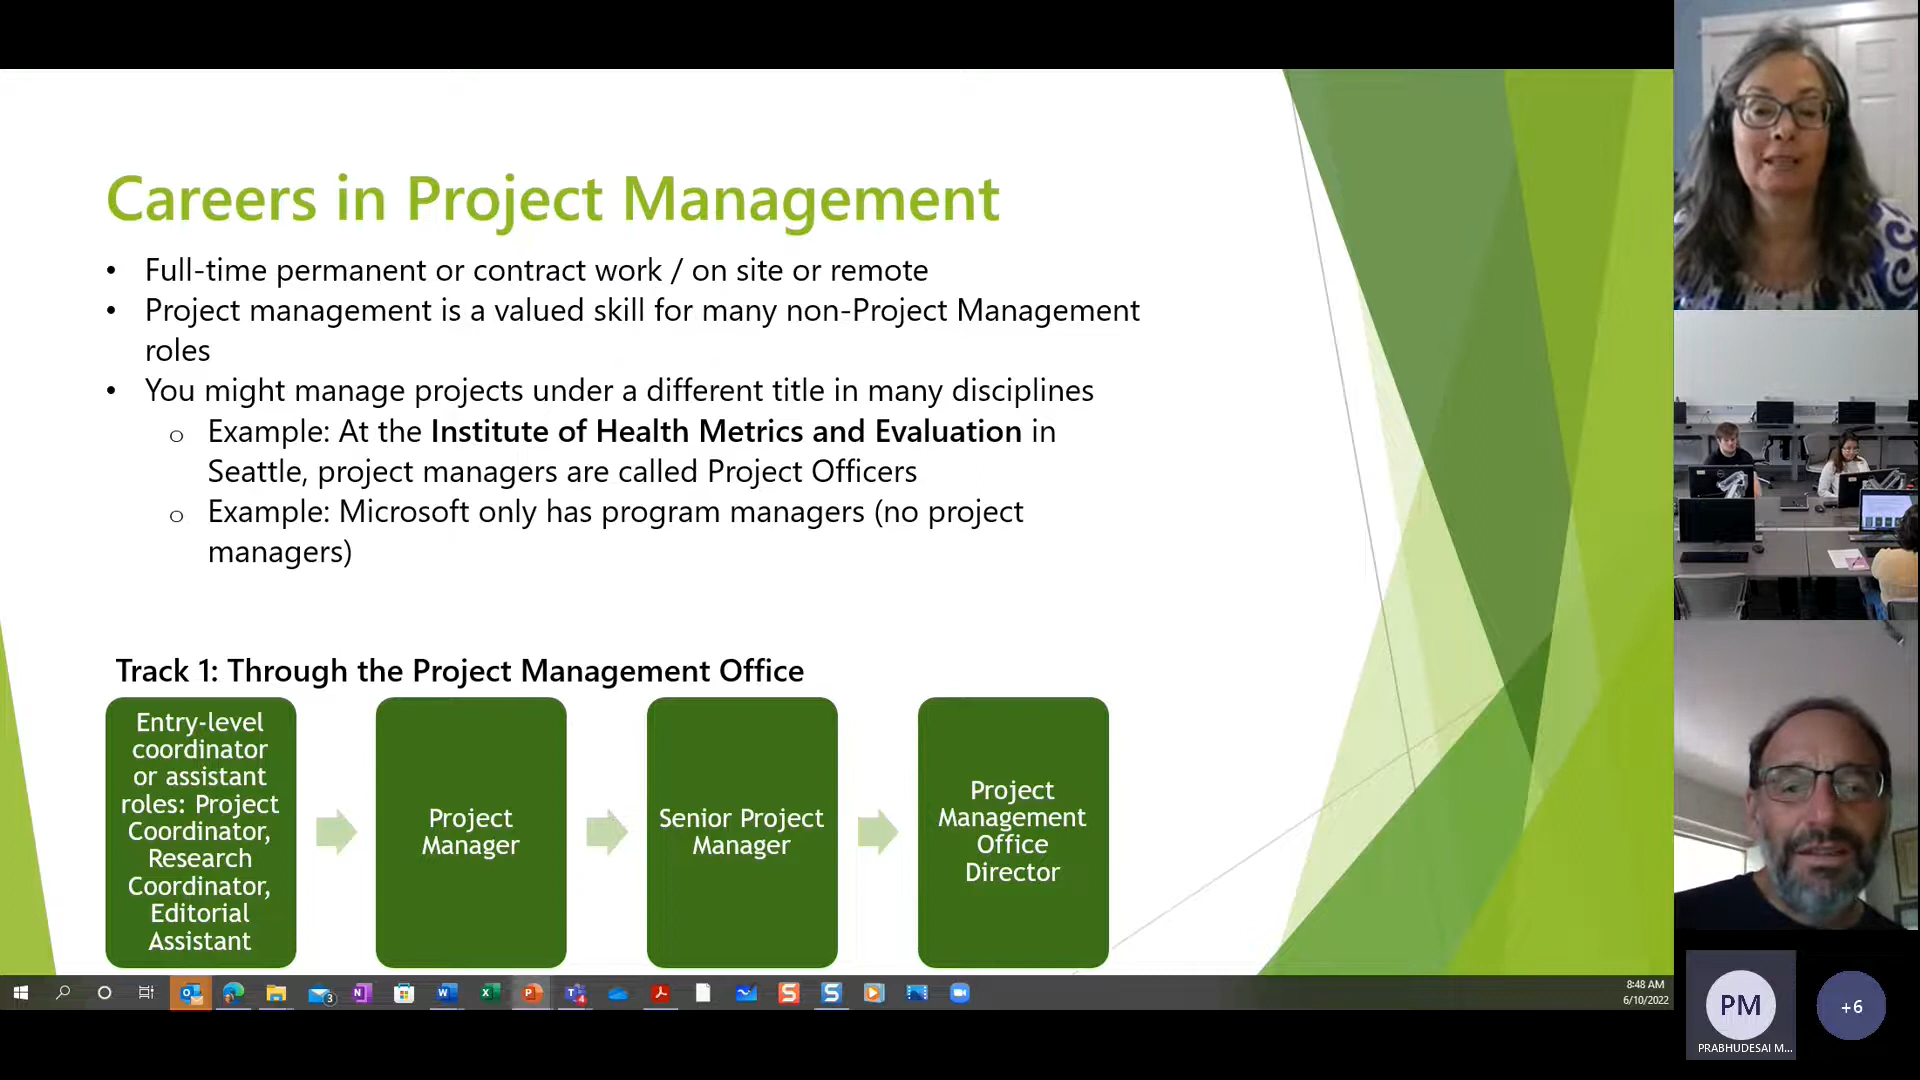 Careers in Project Management
• Full-time permanent or contract work / on site or remote
• Project management is a valued skill for many non-Project Management
roles
• You might manage projects under a different title in many disciplines
o Example: At the Institute of Health Metrics and Evaluation in
Seattle, project managers are called Project Officers
o Example: Microsoft only has program managers (no project
managers)
Track 1: Through the Project Management Office
Entry-level
coordinator
or assistant
roles: Project
Coordinator,
Research
Coordinator,
Editorial
Assistant
Project
Manager
Senior Project
Manager
Project
Management
Office
Director
3
4
8:48 AM
6/10/2022
PM
PRABHUDESAI M...
+6